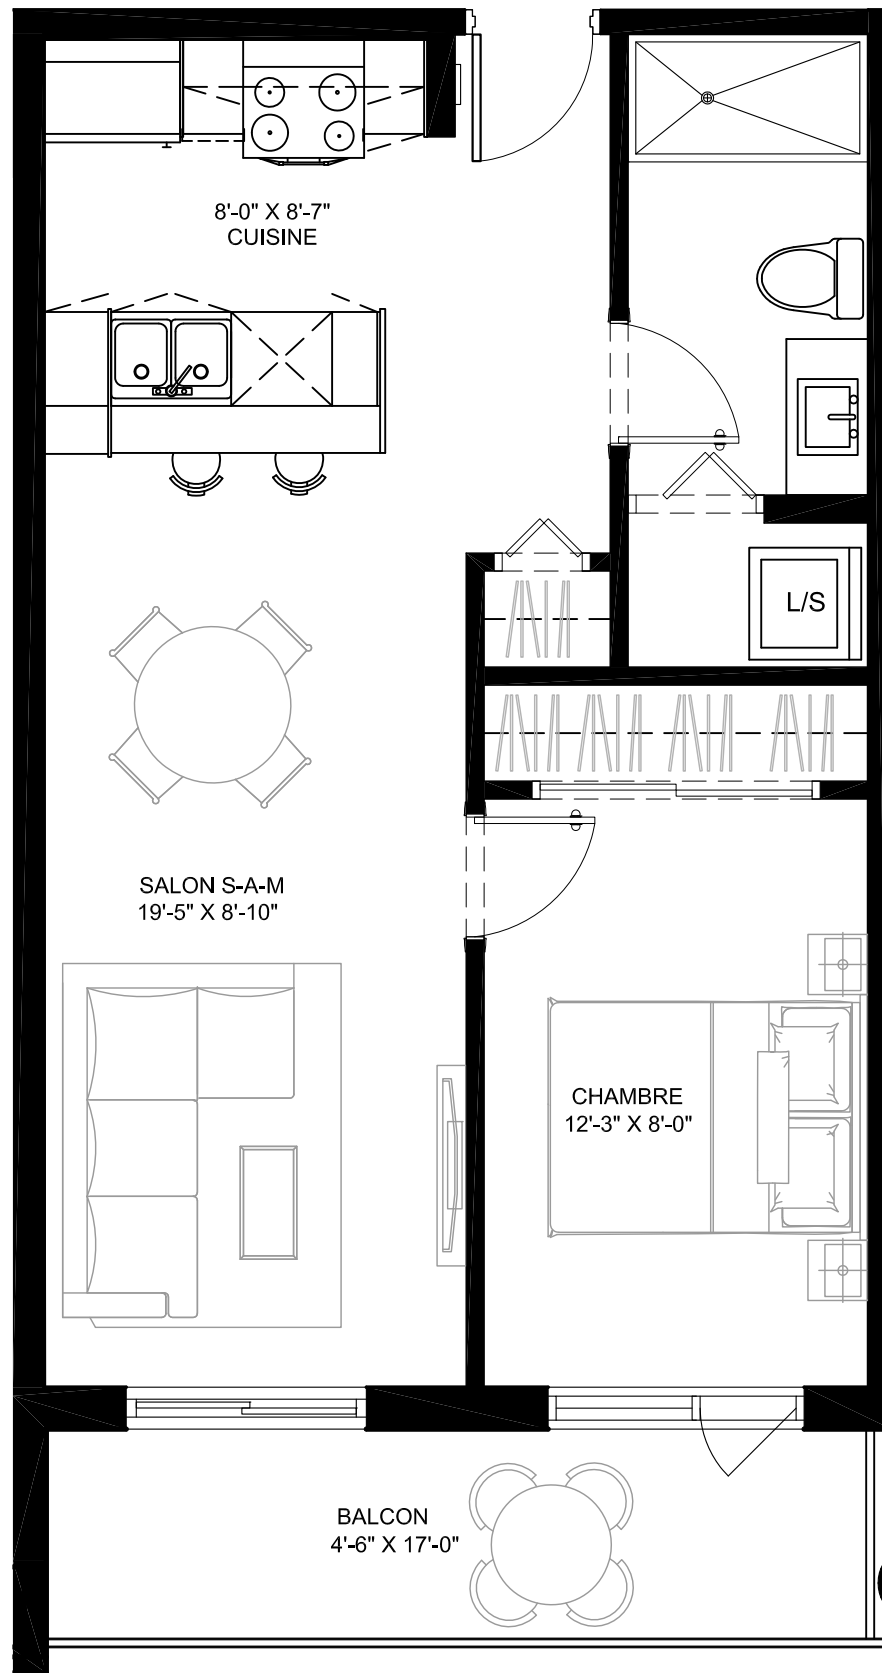 8'-0" X 8'-7"
CUISINE
L/S
SALON S-A-M
19'-5" X 8'-10"
CHAMBRE
12'-3" X 8'-0"
BALCON
4'-6" X 17'-0"